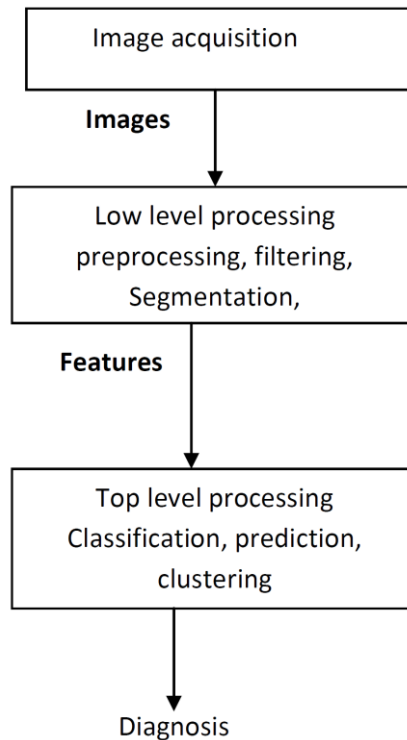 Image acquisition
Images
Low level processing
preprocessing, filtering,
Segmentation,
Features
Top level processing
Classification, prediction,
clustering
Diagnosis